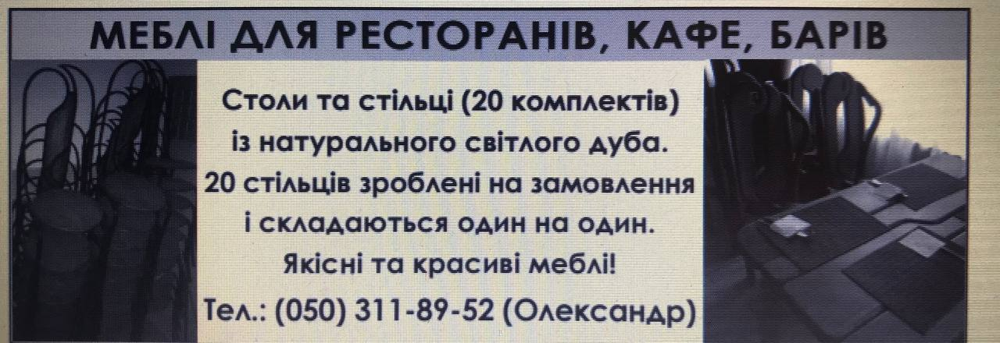 МЕБЛІ ДЛЯ РЕСТОРАНІВ, КАФЕ, БАРІВ
Столи та стільці (20 комплектів)
із натурального світлого дуба.
20 стільців зроблені на замовлення
і складаються один на один.
Якісні та красиві меблі!
Тел.: (050) 311-89-52 (Олександр)